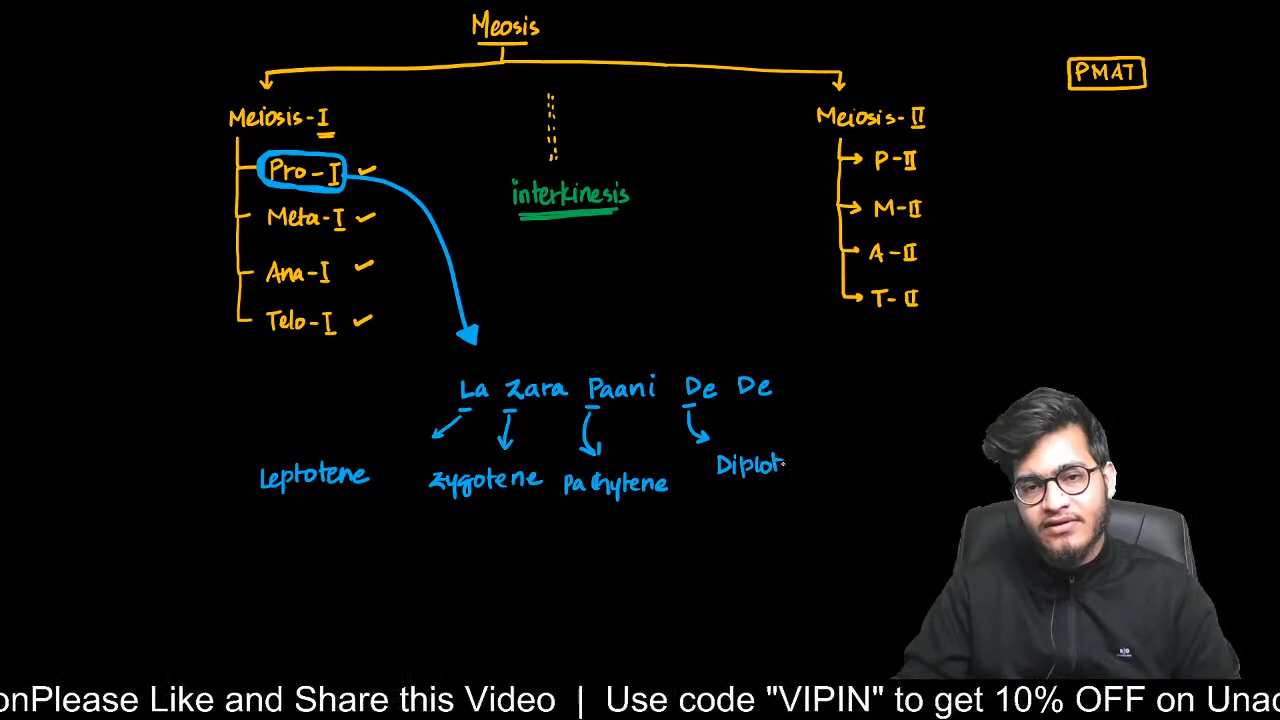 Meosis
PMAT
Meiosis-I
Meiosis-II
Pro-I
Meta-I
Ana-I
Telo-I
interkinesis
P-II
M-II
A-II
T-II
La Zara Paani De De
Leptotene
Zygotene
Pachytene
Diplot
onPlease Like and Share this Video | Use code "VIPIN" to get 10% OFF on Unac